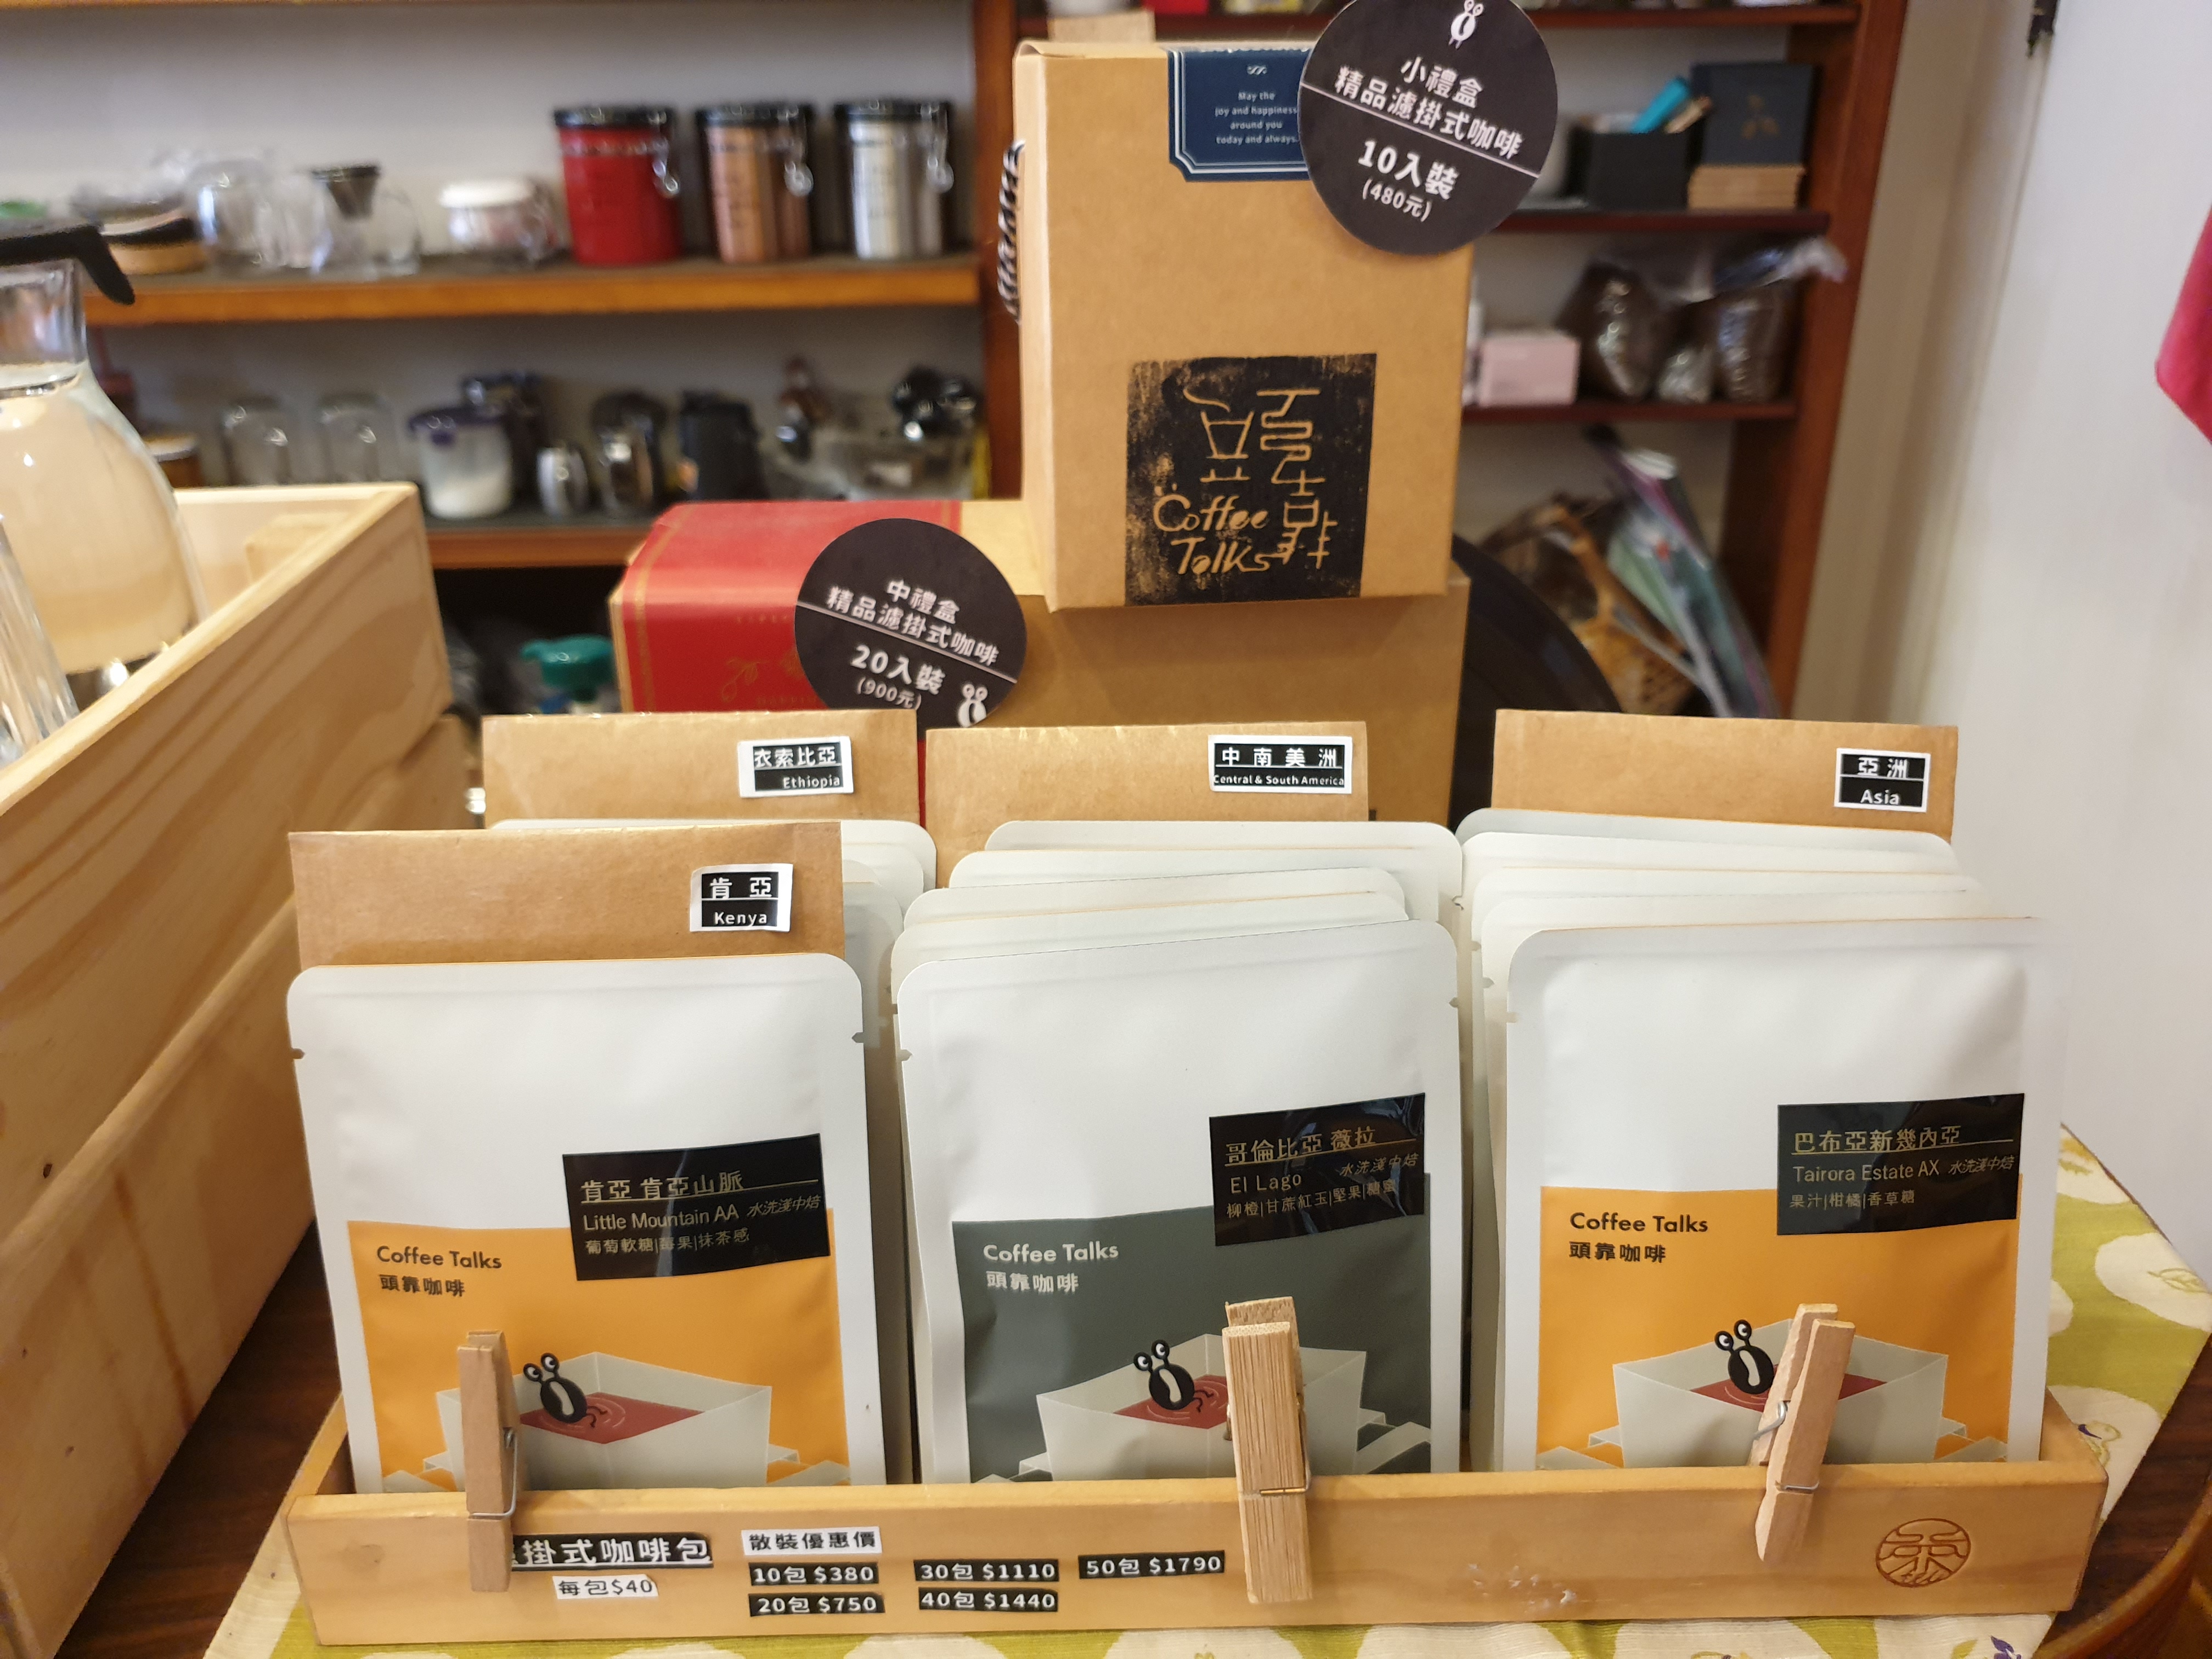 May the
joy and happiness
around you
today and always.
小禮盒
精品濾掛式咖啡
10入裝
(480元)
豆頁告非
Coffee
Talks
中禮盒
精品濾掛式咖啡
20入裝
(900元)
衣索比亞
Ethiopia
中南美洲
Central & South America
亞洲
Asia
肯亞
Kenya
肯亞 肯亞山脈
Little Mountain AA 水洗淺中焙
葡萄軟糖|莓果|抹茶感
Coffee Talks
頭靠咖啡
哥倫比亞 薇拉
水洗淺中焙
El Lago
柳橙|甘蔗紅玉|堅果|糖蜜
Coffee Talks
頭靠咖啡
巴布亞新幾內亞
Tairora Estate AX 水洗淺中焙
果汁|柑橘|香草糖
Coffee Talks
頭靠咖啡
掛式咖啡包
每包$40
散裝優惠價
10包 $380
20包 $750
30包 $1110
40包 $1440
50包 $1790